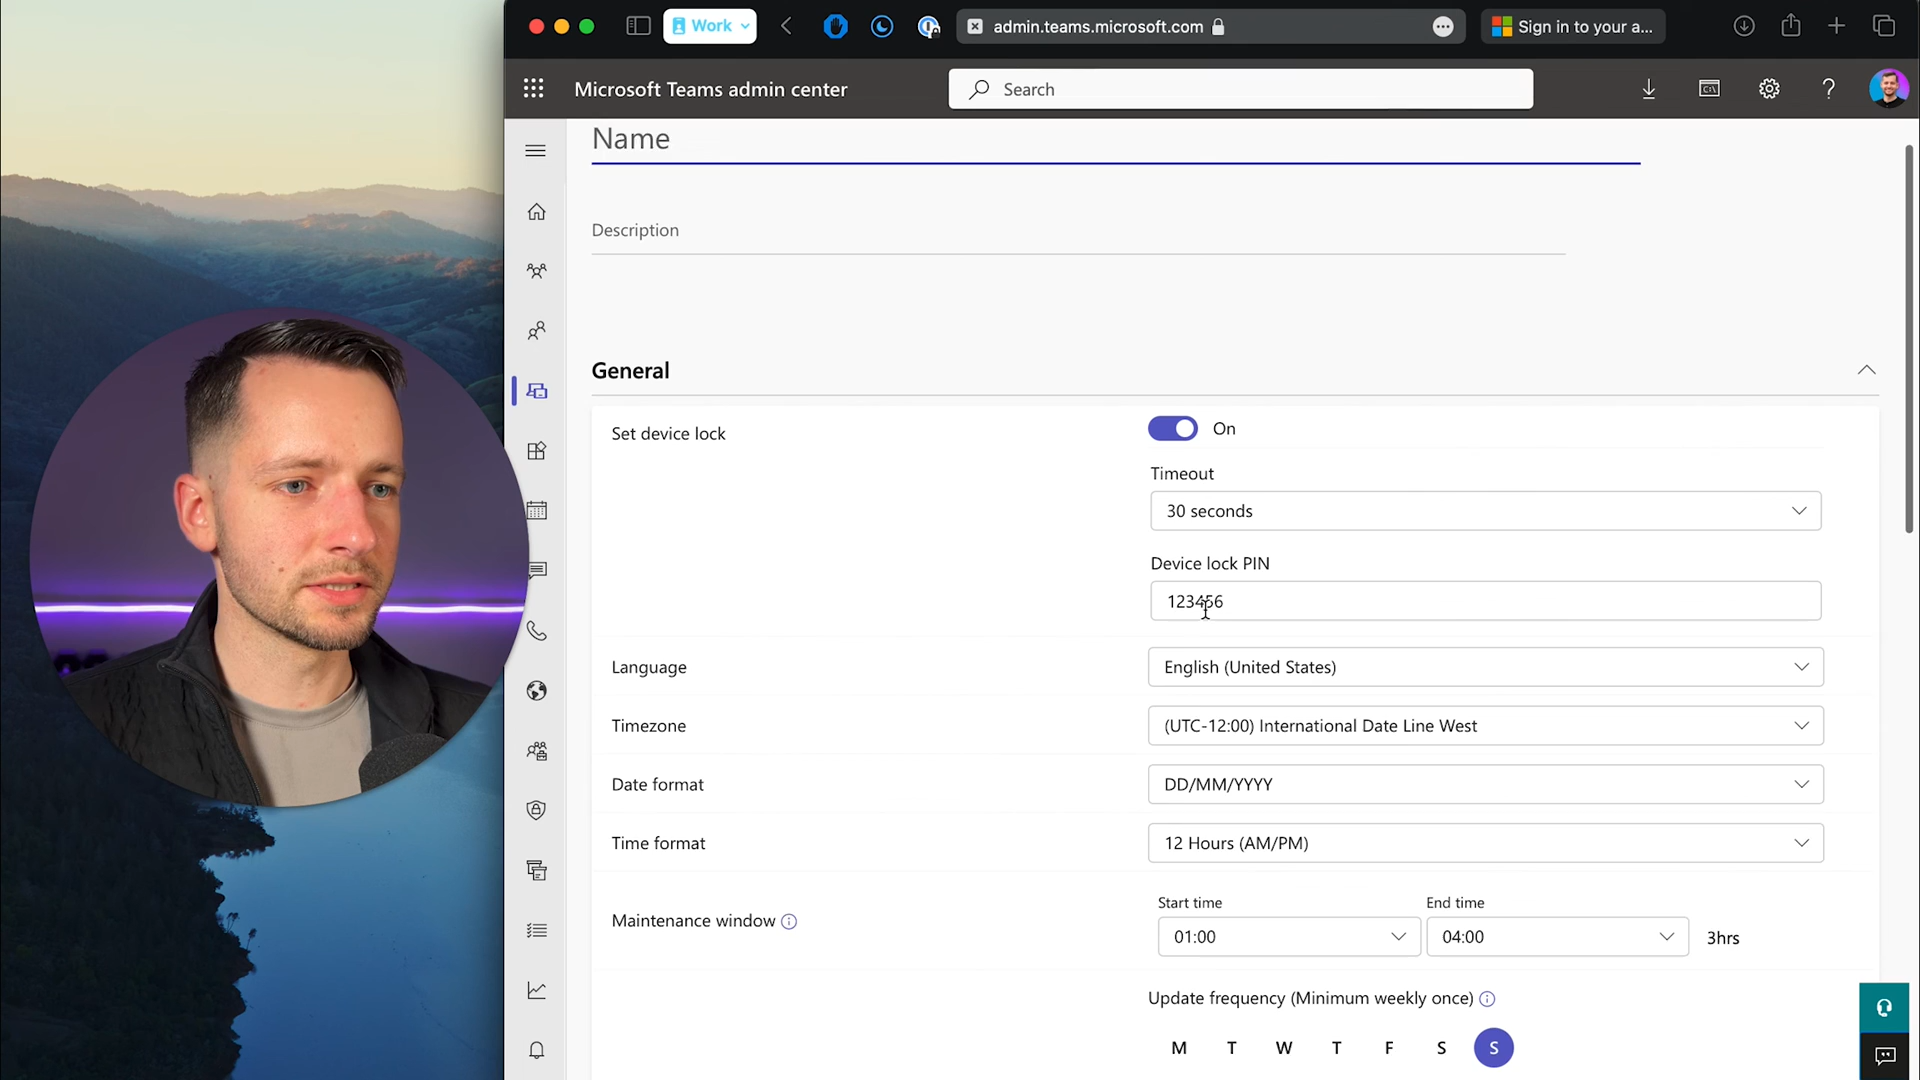 Work
admin.teams.microsoft.com
Sign in to your a...
Microsoft Teams admin center
Search
Name
Description
General
Set device lock
On
Timeout
30 seconds
Device lock PIN
123456
Language
English (United States)
Timezone
(UTC-12:00) International Date Line West
Date format
DD/MM/YYYY
Time format
12 Hours (AM/PM)
Maintenance window
Start time
End time
01:00
04:00
3hrs
Update frequency (Minimum weekly once)
M T W T F S S